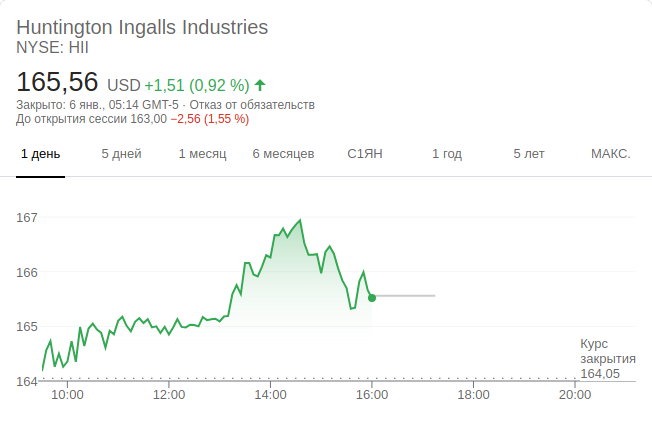 Huntington Ingalls Industries
NYSE: HII
165,56 USD +1,51 (0,92 %)
Закрыто: 6 янв., 05:14 GMT-5 · Отказ от обязательств
До открытия сессии 163,00 −2,56 (1,55 %)
1 день 5 дней 1 месяц 6 месяцев С1ЯН 1 год 5 лет МАКС.
167
166
165
Курс
закрытия
164,05
164
10:00 12:00 14:00 16:00 18:00 20:00